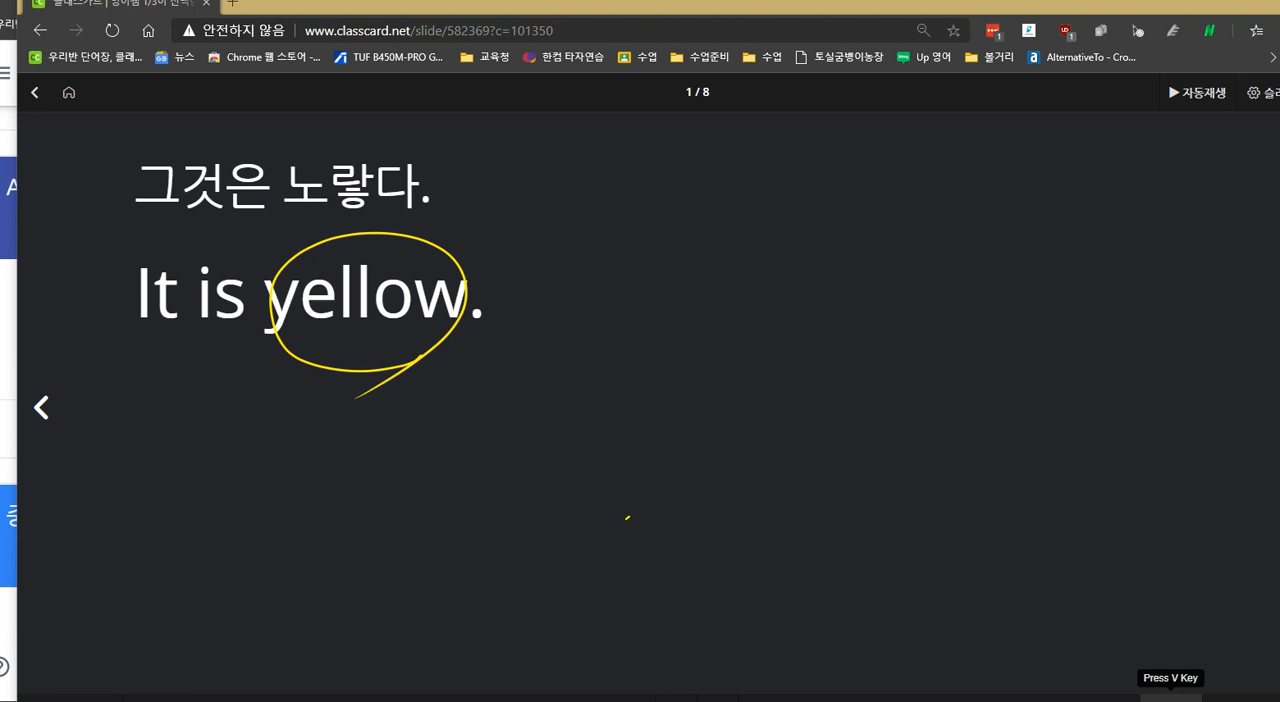 안전하지 않음 www.classcard.net/slide/582369?c=101350
우리반 단어장, 클레... 뉴스 Chrome 웹 스토어 -... TUF B450M-PRO G... 교육청 한컴 타자연습 수업 수업준비 수업 토실굼벵이농장 Up 영어 볼거리 AlternativeTo - Cro...
1 / 8 자동재생
그것은 노랗다.
It is yellow.
Press V Key